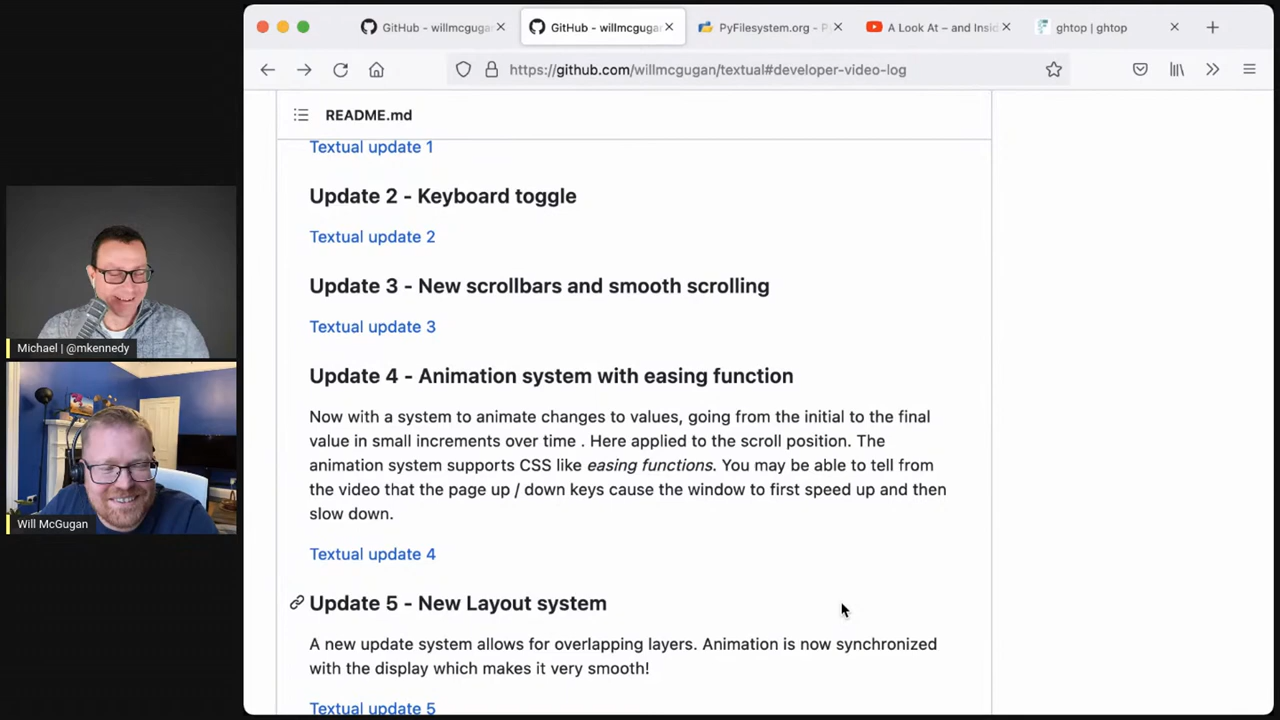 GitHub - willmcgugan
GitHub - willmcgugan
PyFilesystem.org - P
A Look At – and Insid
ghtop | ghtop
https://github.com/willmcgugan/textual#developer-video-log
README.md
Textual update 1
Update 2 - Keyboard toggle
Textual update 2
Update 3 - New scrollbars and smooth scrolling
Textual update 3
Update 4 - Animation system with easing function
Now with a system to animate changes to values, going from the initial to the final
value in small increments over time . Here applied to the scroll position. The
animation system supports CSS like easing functions. You may be able to tell from
the video that the page up / down keys cause the window to first speed up and then
slow down.
Textual update 4
Update 5 - New Layout system
A new update system allows for overlapping layers. Animation is now synchronized
with the display which makes it very smooth!
Textual update 5
Michael | @mkennedy
Will McGugan